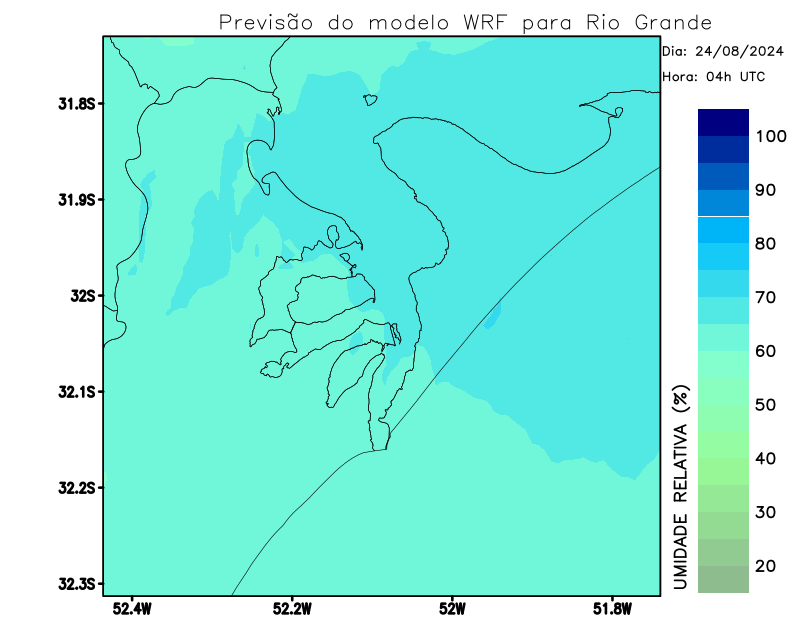 Previsão do modelo WRF para Rio Grande
Dia: 24/08/2024
Hora: 04h UTC
31.8S
31.9S
32S
32.1S
32.2S
32.3S
52.4W
52.2W
52W
51.8W
UMIDADE RELATIVA (%)
100
90
80
70
60
50
40
30
20